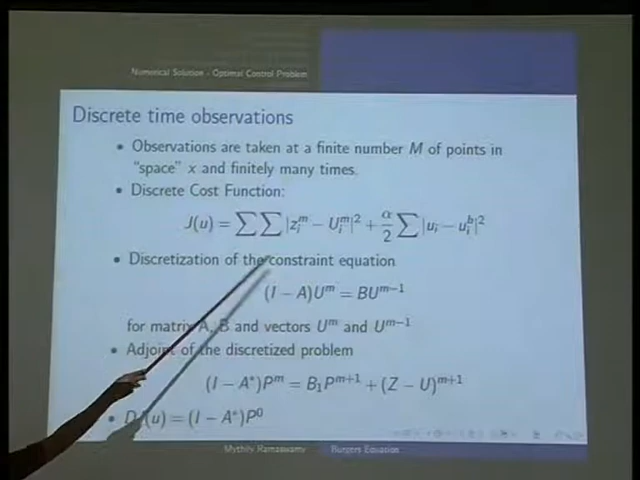 Numerical Solution - Optimal Control Problem
Discrete time observations
• Observations are taken at a finite number M of points in
"space" x and finitely many times.
• Discrete Cost Function:
J(u) = ∑∑|z_i^m − U_i^m|² + α/2 ∑|u_i − u_i^b|²
• Discretization of the constraint equation
(I − A)U^m = BU^{m−1}
for matrix A, B and vectors U^m and U^{m−1}
• Adjoint of the discretized problem
(I − A*)P^m = B₁P^{m+1} + (Z − U)^{m+1}
• (u) = (I − A*)P⁰
Mythily Ramaswamy Burgers Equation